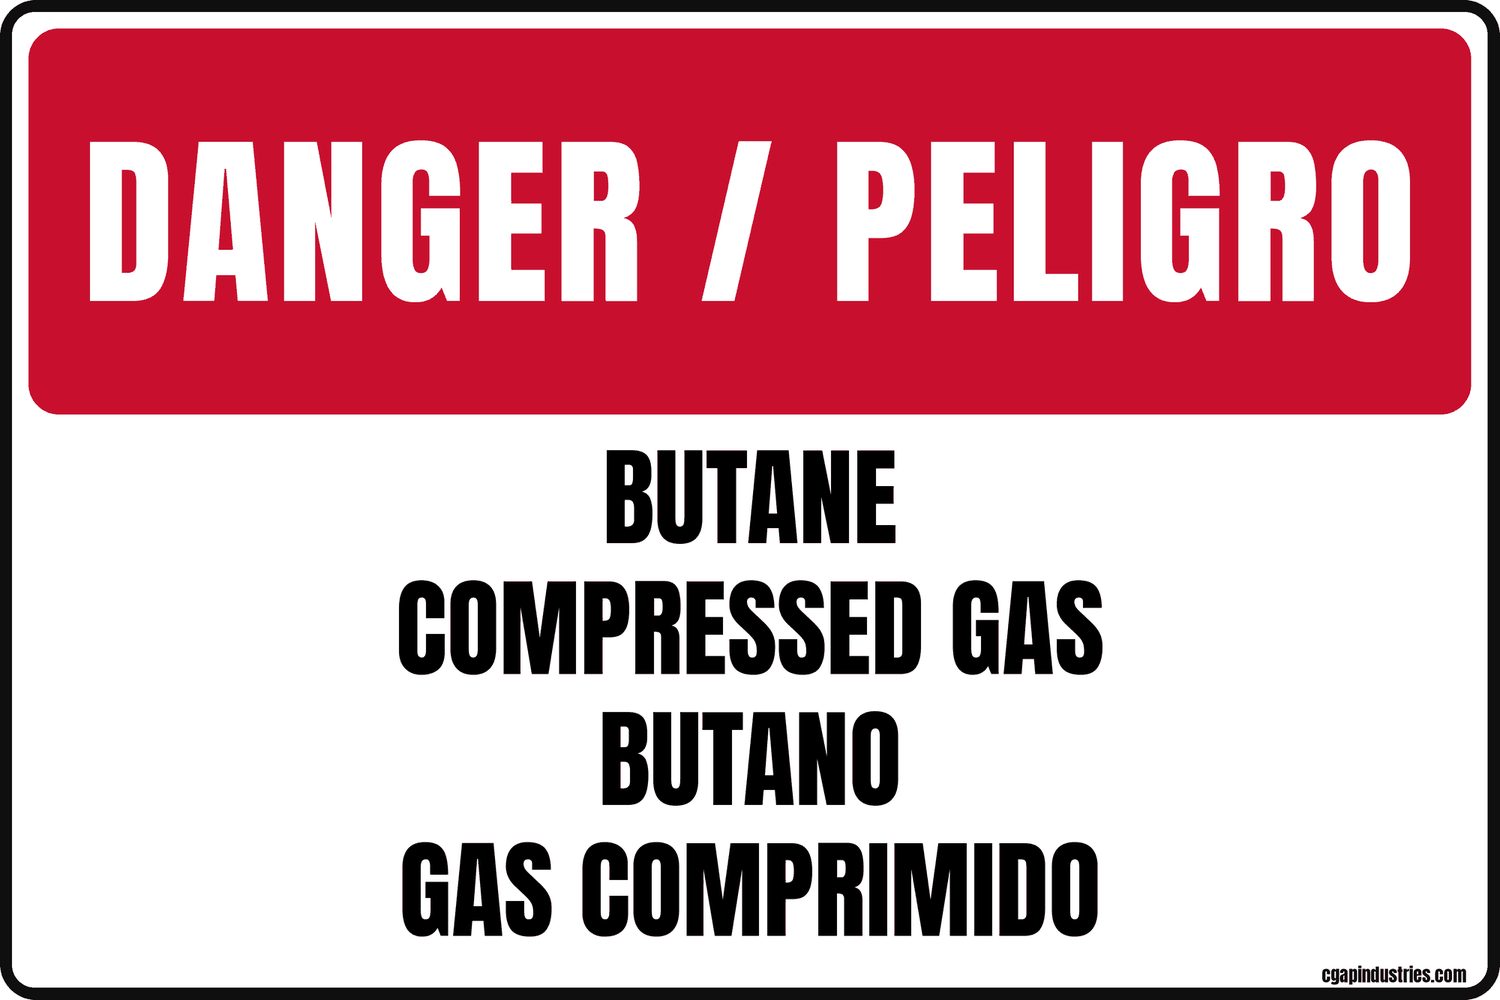 DANGER / PELIGRO
BUTANE
COMPRESSED GAS
BUTANO
GAS COMPRIMIDO
cgapindustries.com